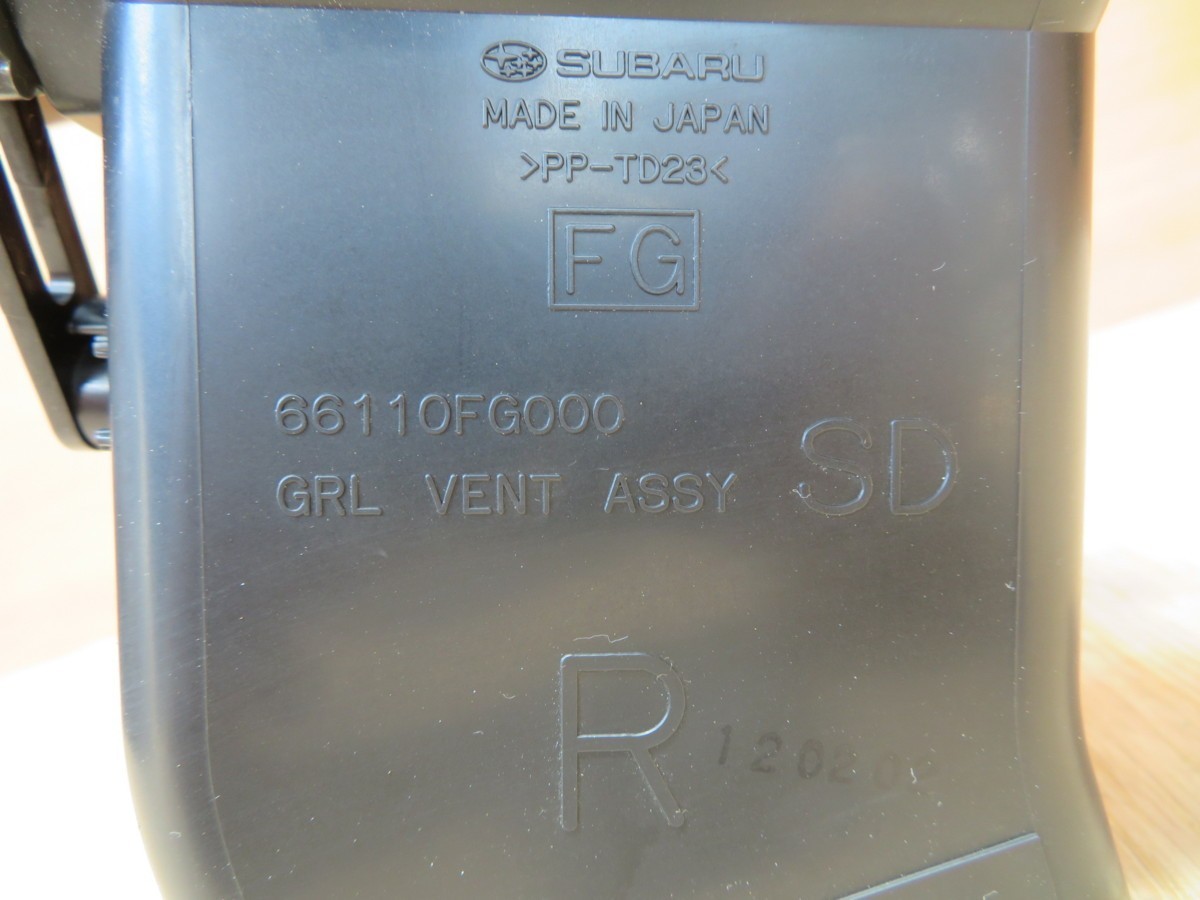 SUBARU
MADE IN JAPAN
>PP-TD23<
FG
66110FG000
GRL VENT ASSY SD
R